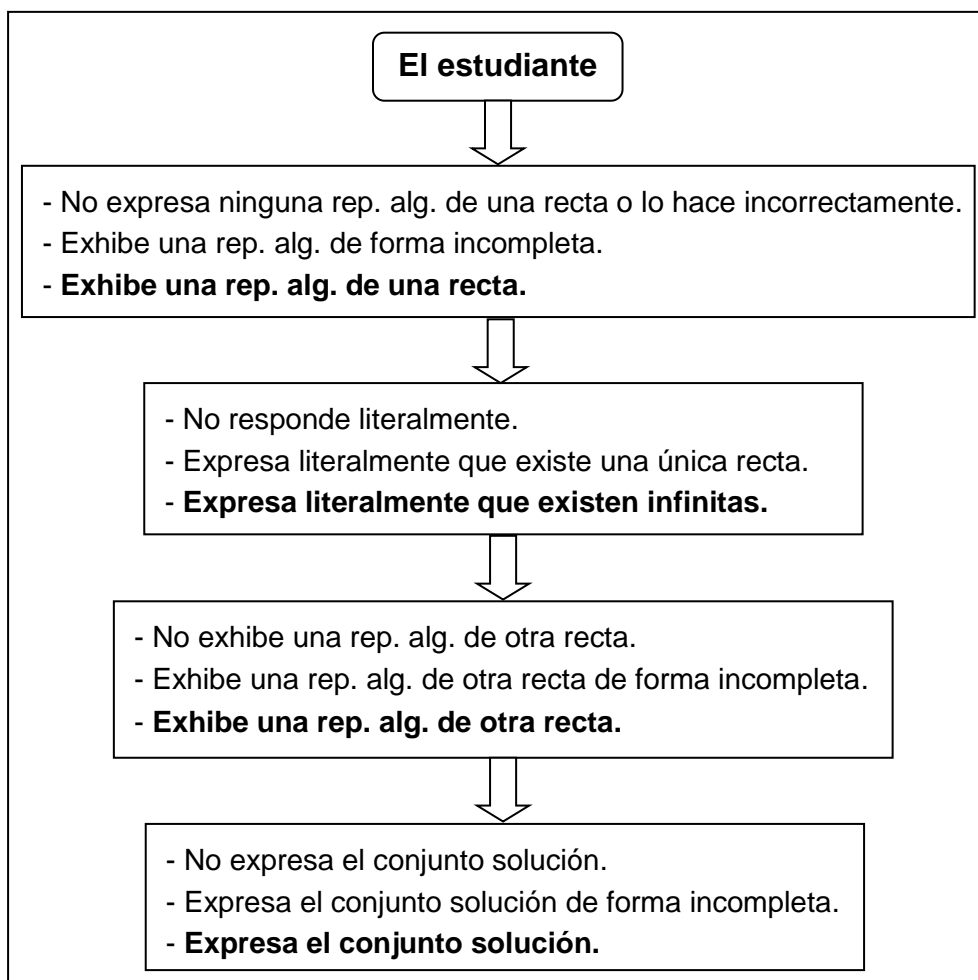 El estudiante
- No expresa ninguna rep. alg. de una recta o lo hace incorrectamente.
- Exhibe una rep. alg. de forma incompleta.
- Exhibe una rep. alg. de una recta.
- No responde literalmente.
- Expresa literalmente que existe una única recta.
- Expresa literalmente que existen infinitas.
- No exhibe una rep. alg. de otra recta.
- Exhibe una rep. alg. de otra recta de forma incompleta.
- Exhibe una rep. alg. de otra recta.
- No expresa el conjunto solución.
- Expresa el conjunto solución de forma incompleta.
- Expresa el conjunto solución.